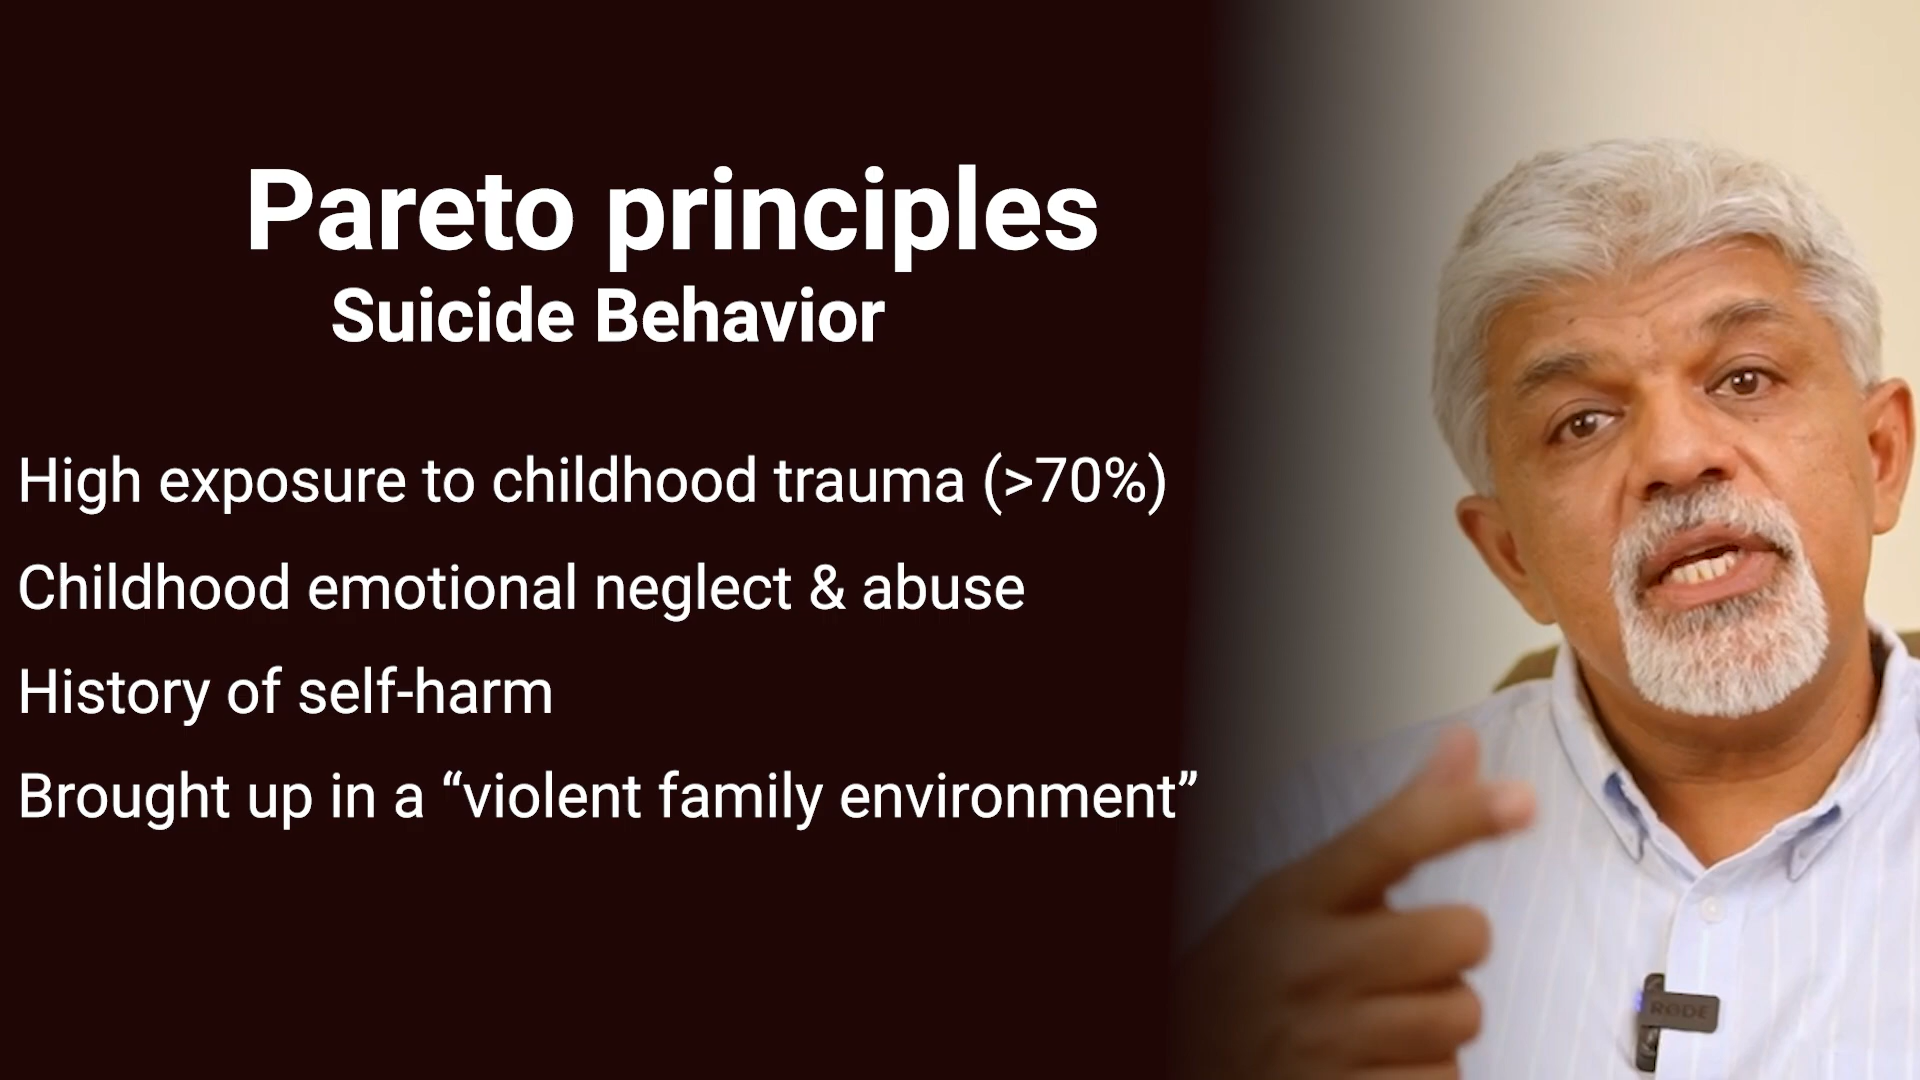 Pareto principles
Suicide Behavior
High exposure to childhood trauma (>70%)
Childhood emotional neglect & abuse
History of self-harm
Brought up in a “violent family environment”
RØDE